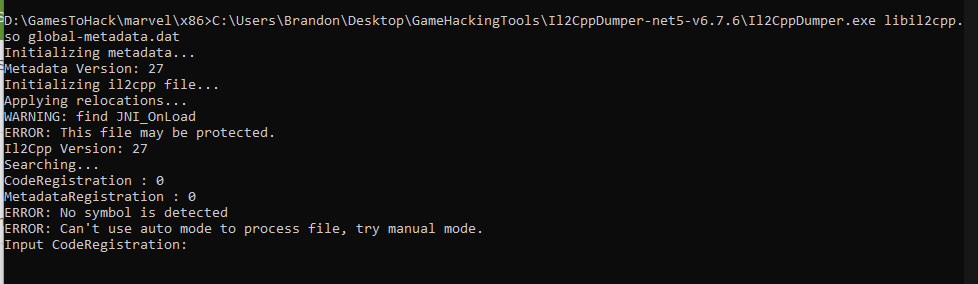 D:\GamesToHack\marvel\x86>C:\Users\Brandon\Desktop\GameHackingTools\Il2CppDumper-net5-v6.7.6\Il2CppDumper.exe libil2cpp.
so global-metadata.dat
Initializing metadata...
Metadata Version: 27
Initializing il2cpp file...
Applying relocations...
WARNING: find JNI_OnLoad
ERROR: This file may be protected.
Il2Cpp Version: 27
Searching...
CodeRegistration : 0
MetadataRegistration : 0
ERROR: No symbol is detected
ERROR: Can't use auto mode to process file, try manual mode.
Input CodeRegistration: